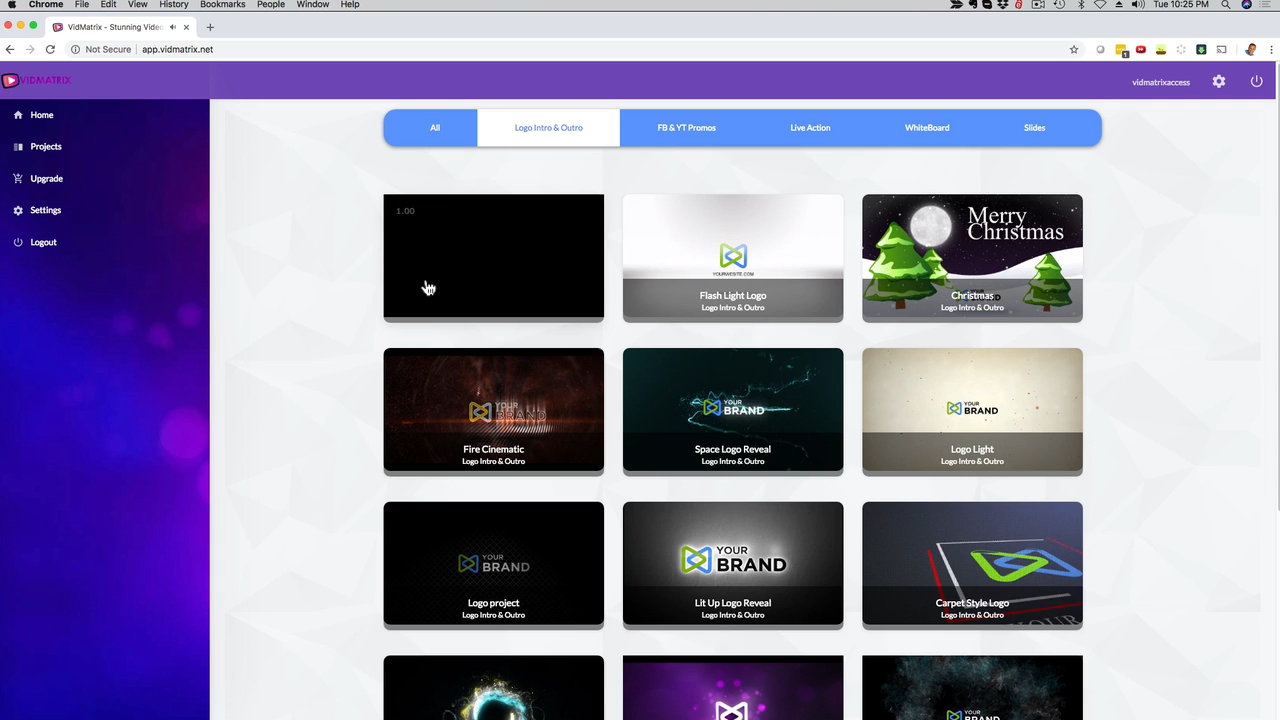 Chrome File Edit View History Bookmarks People Window Help
Tue 10:25 PM
VidMatrix - Stunning Video
Not Secure app.vidmatrix.net
VIDMATRIX
vidmatrixaccess
Home
Projects
Upgrade
Settings
Logout
All Logo Intro & Outro FB & YT Promos Live Action WhiteBoard Slides
1.00
YOURWESITE.COM
Flash Light Logo
Logo Intro & Outro
Merry
Christmas
Christmas
Logo Intro & Outro
YOUR
BRAND
Fire Cinematic
Logo Intro & Outro
YOUR
BRAND
Space Logo Reveal
Logo Intro & Outro
YOUR
BRAND
Logo Light
Logo Intro & Outro
YOUR
BRAND
Logo project
Logo Intro & Outro
YOUR
BRAND
Lit Up Logo Reveal
Logo Intro & Outro
Carpet Style Logo
Logo Intro & Outro
YOUR